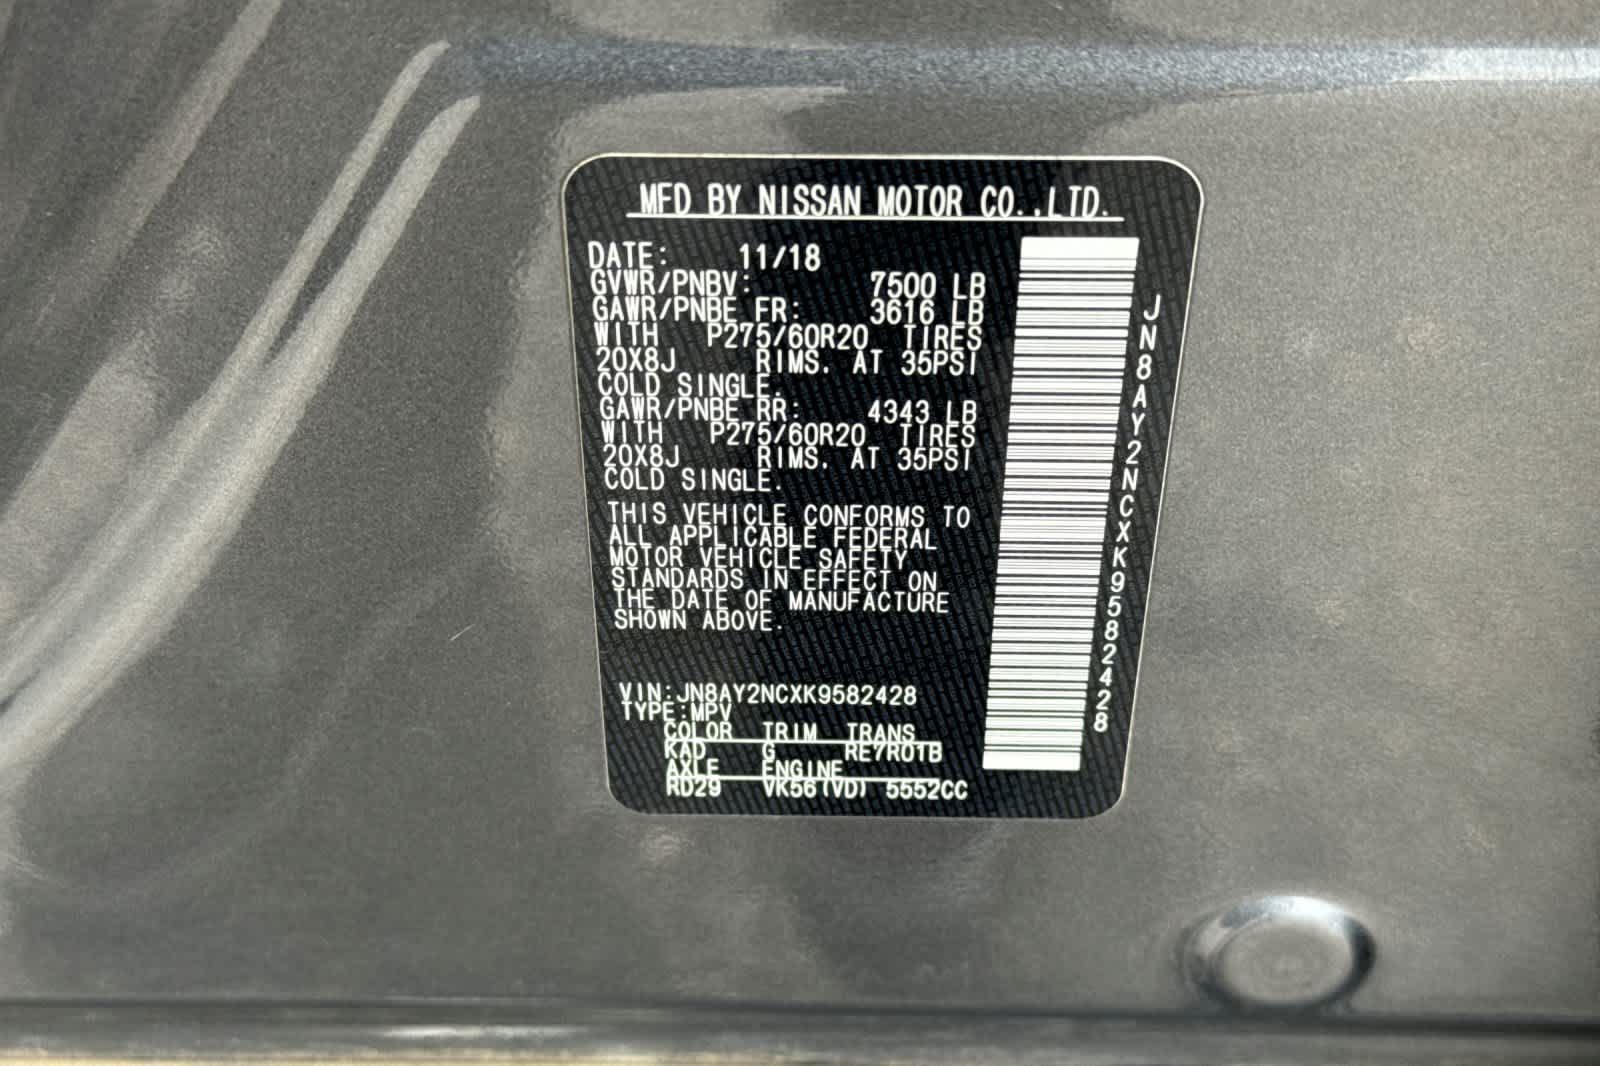 MFD BY NISSAN MOTOR CO.,LTD.
DATE: 11/18
GVWR/PNBV: 7500 LB
GAWR/PNBE FR: 3616 LB
WITH P275/60R20 TIRES
20X8J RIMS. AT 35PSI
COLD SINGLE.
GAWR/PNBE RR: 4343 LB
WITH P275/60R20 TIRES
20X8J RIMS. AT 35PSI
COLD SINGLE.
THIS VEHICLE CONFORMS TO
ALL APPLICABLE FEDERAL
MOTOR VEHICLE SAFETY
STANDARDS IN EFFECT ON
THE DATE OF MANUFACTURE
SHOWN ABOVE.
VIN:JN8AY2NCXK9582428
TYPE:MPV
COLOR TRIM TRANS
KAD G RE7R01B
AXLE ENGINE
RD29 VK56(VD) 5552CC
JN8AY2NCXK9582428